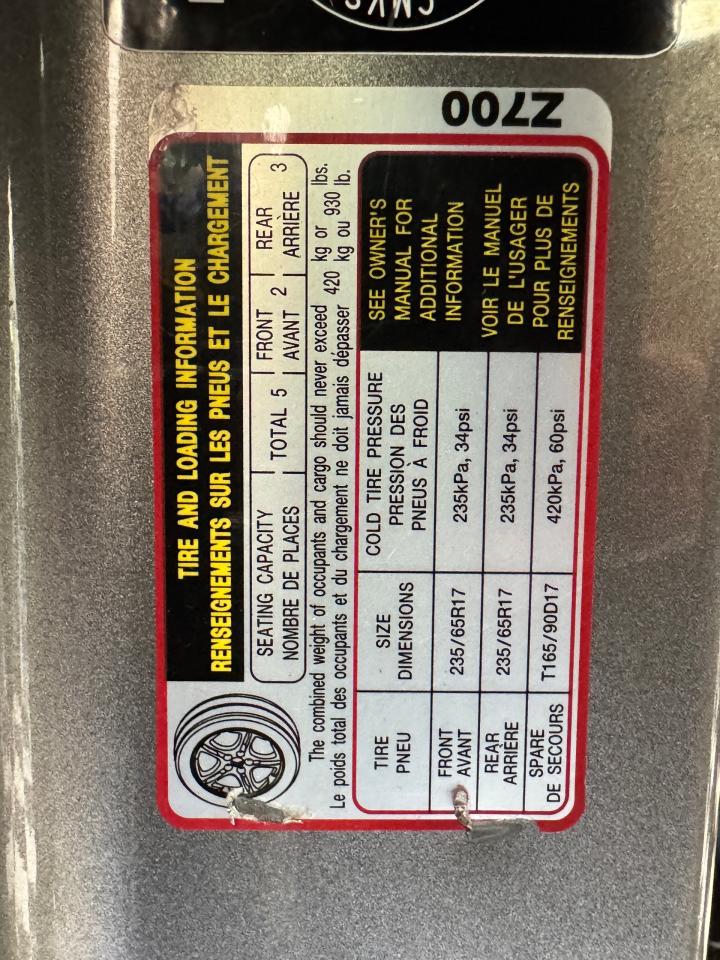 CMVS
Z700
TIRE AND LOADING INFORMATION
RENSEIGNEMENTS SUR LES PNEUS ET LE CHARGEMENT
SEATING CAPACITY
NOMBRE DE PLACES
TOTAL 5
FRONT
AVANT 2
REAR
ARRIÈRE 3
The combined weight of occupants and cargo should never exceed 420 kg or 930 lbs.
Le poids total des occupants et du chargement ne doit jamais dépasser 420 kg ou 930 lb.
TIRE
PNEU
SIZE
DIMENSIONS
COLD TIRE PRESSURE
PRESSION DES
PNEUS À FROID
FRONT
AVANT
235/65R17
235kPa, 34psi
REAR
ARRIÈRE
235/65R17
235kPa, 34psi
SPARE
DE SECOURS
T165/90D17
420kPa, 60psi
SEE OWNER'S
MANUAL FOR
ADDITIONAL
INFORMATION
VOIR LE MANUEL
DE L'USAGER
POUR PLUS DE
RENSEIGNEMENTS